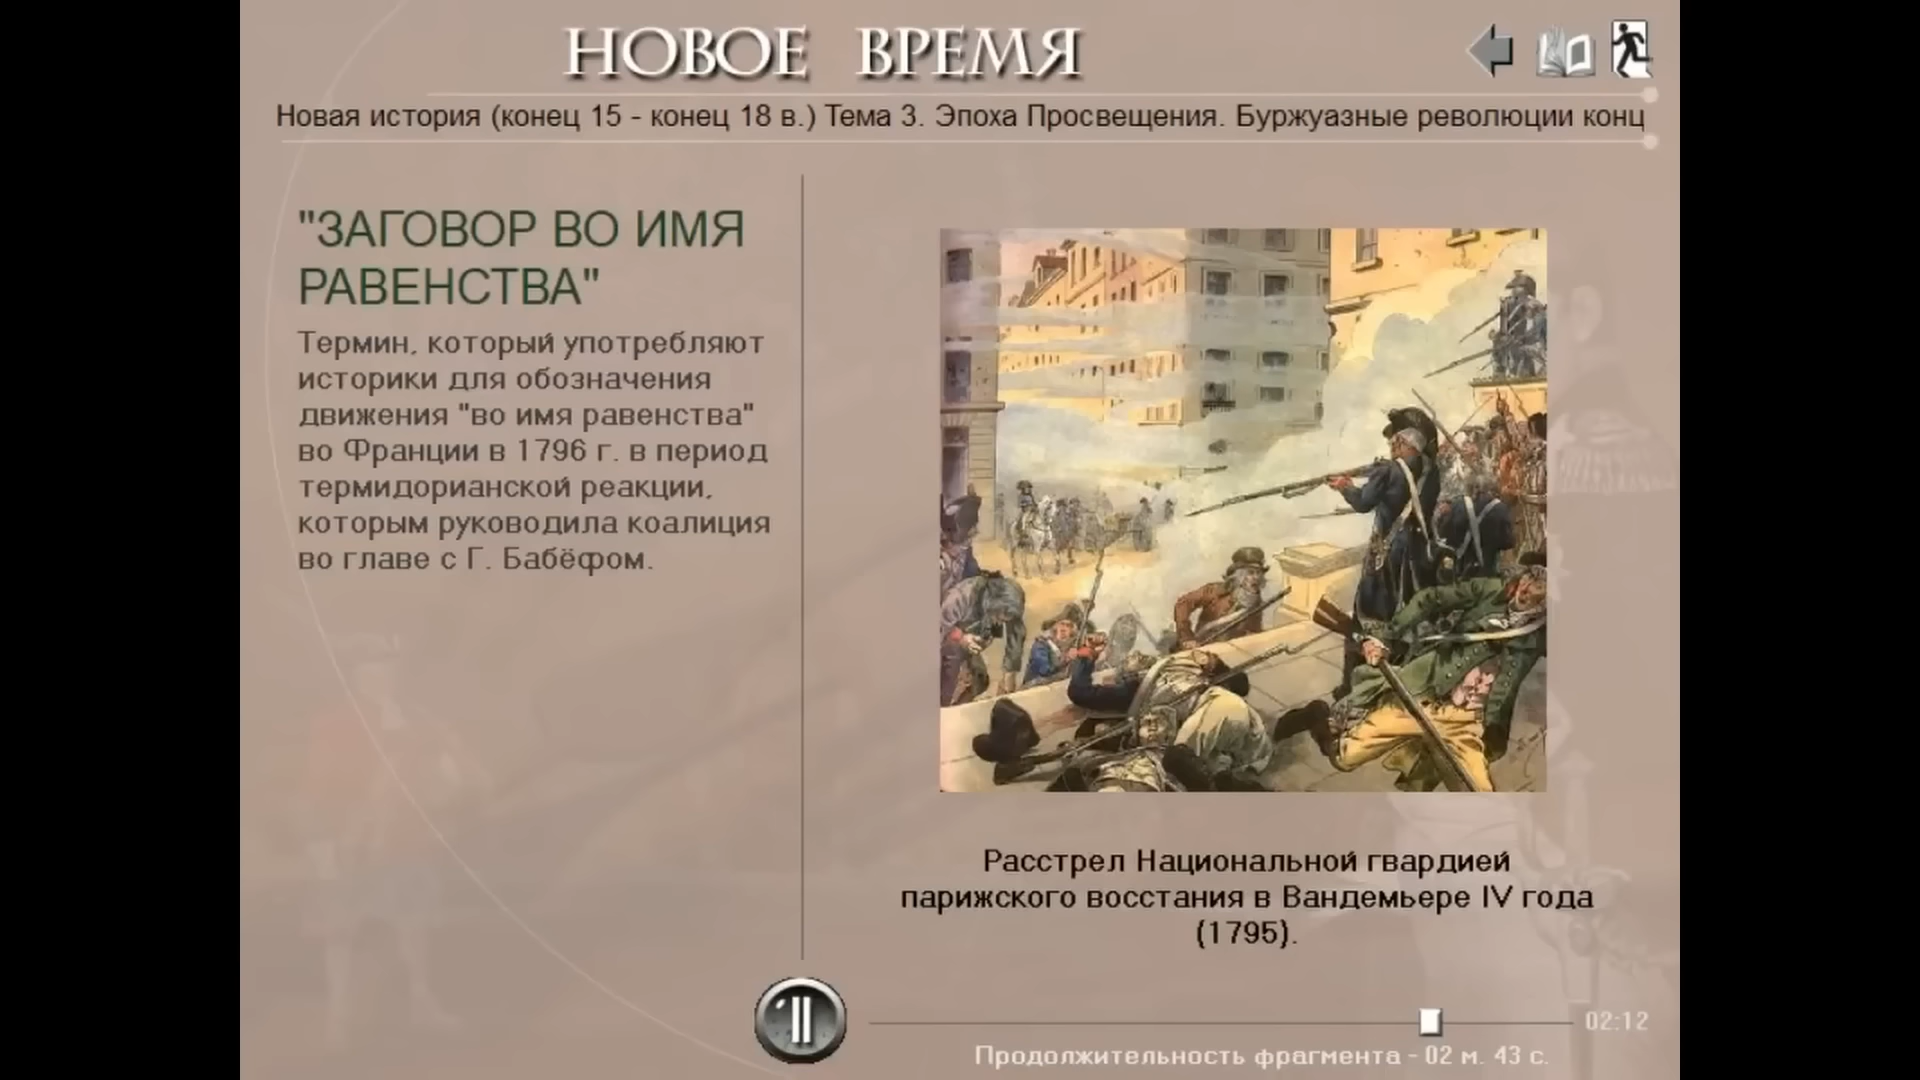 НОВОЕ ВРЕМЯ
Новая история (конец 15 - конец 18 в.) Тема 3. Эпоха Просвещения. Буржуазные революции конц
"ЗАГОВОР ВО ИМЯ
РАВЕНСТВА"
Термин, который употребляют
историки для обозначения
движения "во имя равенства"
во Франции в 1796 г. в период
термидорианской реакции,
которым руководила коалиция
во главе с Г. Бабёфом.
Расстрел Национальной гвардией
парижского восстания в Вандемьере IV года
(1795).
02:12
Продолжительность фрагмента - 02 м. 43 с.